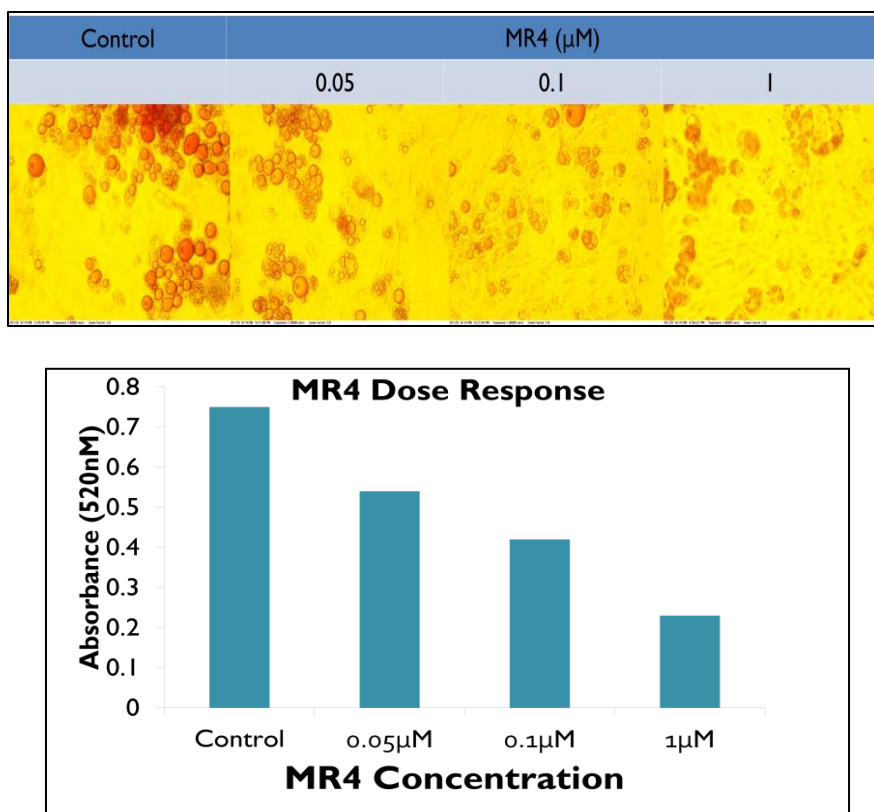 Control MR4 (µM)
0.05 0.1 1
MR4 Dose Response
Absorbance (520nM)
0.8
0.7
0.6
0.5
0.4
0.3
0.2
0.1
0
Control 0.05µM 0.1µM 1µM
MR4 Concentration